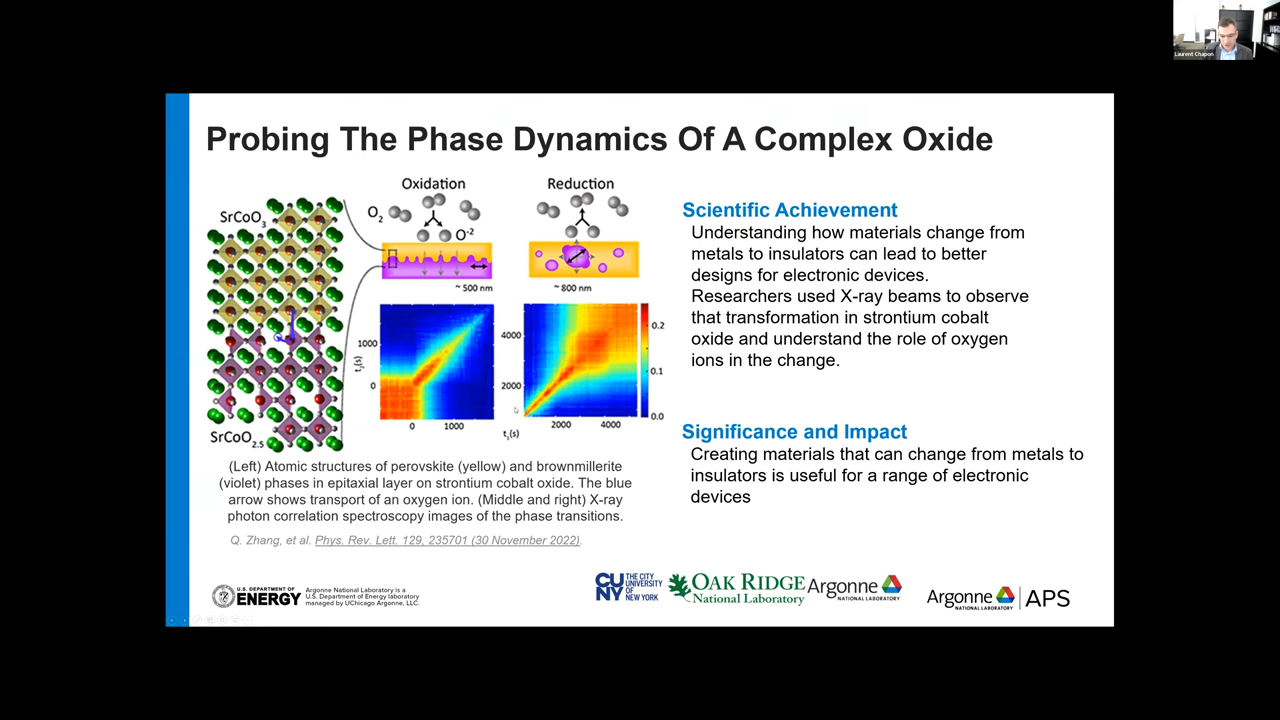 Laurent Chapon
Probing The Phase Dynamics Of A Complex Oxide
SrCoO3
SrCoO2.5
Oxidation
Reduction
O2
O-2
~ 500 nm
~ 800 nm
t2(s)
1000
0
0
1000
4000
2000
2000
4000
t1(s)
0.2
0.1
0.0
(Left) Atomic structures of perovskite (yellow) and brownmillerite
(violet) phases in epitaxial layer on strontium cobalt oxide. The blue
arrow shows transport of an oxygen ion. (Middle and right) X-ray
photon correlation spectroscopy images of the phase transitions.
Q. Zhang, et al. Phys. Rev. Lett. 129, 235701 (30 November 2022).
Scientific Achievement
Understanding how materials change from
metals to insulators can lead to better
designs for electronic devices.
Researchers used X-ray beams to observe
that transformation in strontium cobalt
oxide and understand the role of oxygen
ions in the change.
Significance and Impact
Creating materials that can change from metals to
insulators is useful for a range of electronic
devices
U.S. DEPARTMENT OF
ENERGY
Argonne National Laboratory is a
U.S. Department of Energy laboratory
managed by UChicago Argonne, LLC.
CU
NY
THE CITY
UNIVERSITY
OF
NEW YORK
OAK RIDGE
National Laboratory
Argonne
NATIONAL LABORATORY
Argonne
NATIONAL LABORATORY
APS